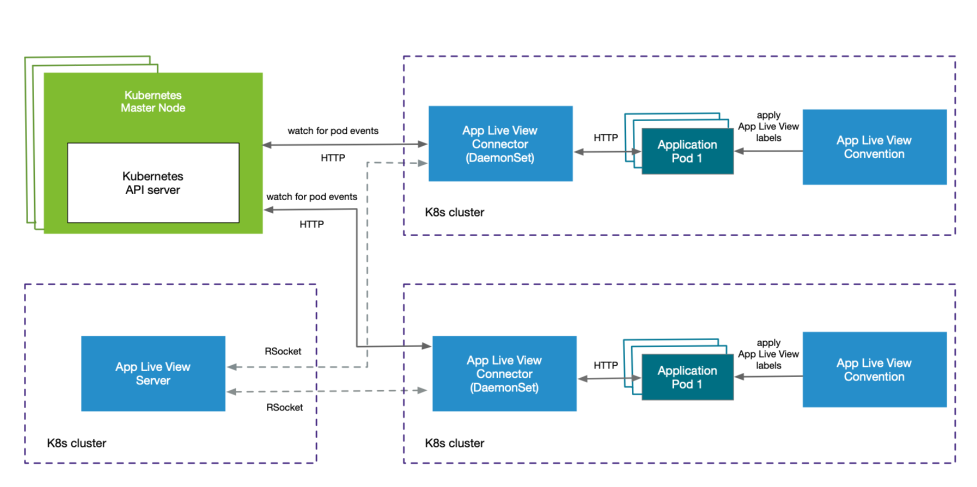 Kubernetes
Master Node
Kubernetes
API server
watch for pod events
HTTP
watch for pod events
HTTP
App Live View
Connector
(DaemonSet)
HTTP
Application
Pod 1
apply
App Live View
labels
App Live View
Convention
K8s cluster
App Live View
Server
RSocket
RSocket
K8s cluster
App Live View
Connector
(DaemonSet)
HTTP
Application
Pod 1
apply
App Live View
labels
App Live View
Convention
K8s cluster